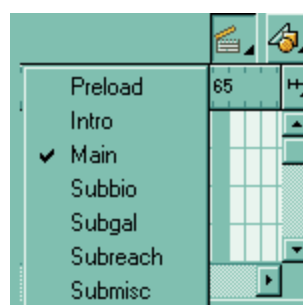 Preload
65
Intro
Main
Subbio
Subgal
Subreach
Submisc